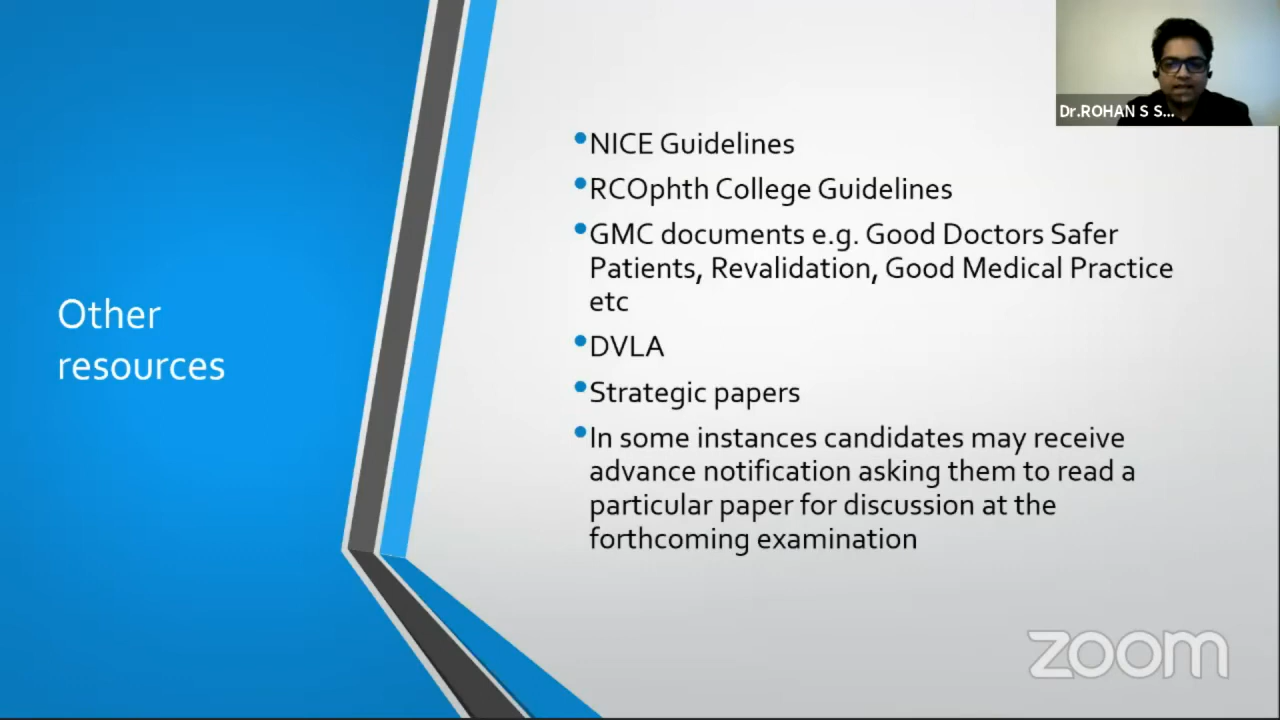 Dr.ROHAN S S...
Other
resources
•NICE Guidelines
•RCOphth College Guidelines
•GMC documents e.g. Good Doctors Safer
Patients, Revalidation, Good Medical Practice
etc
•DVLA
•Strategic papers
•In some instances candidates may receive
advance notification asking them to read a
particular paper for discussion at the
forthcoming examination
zoom